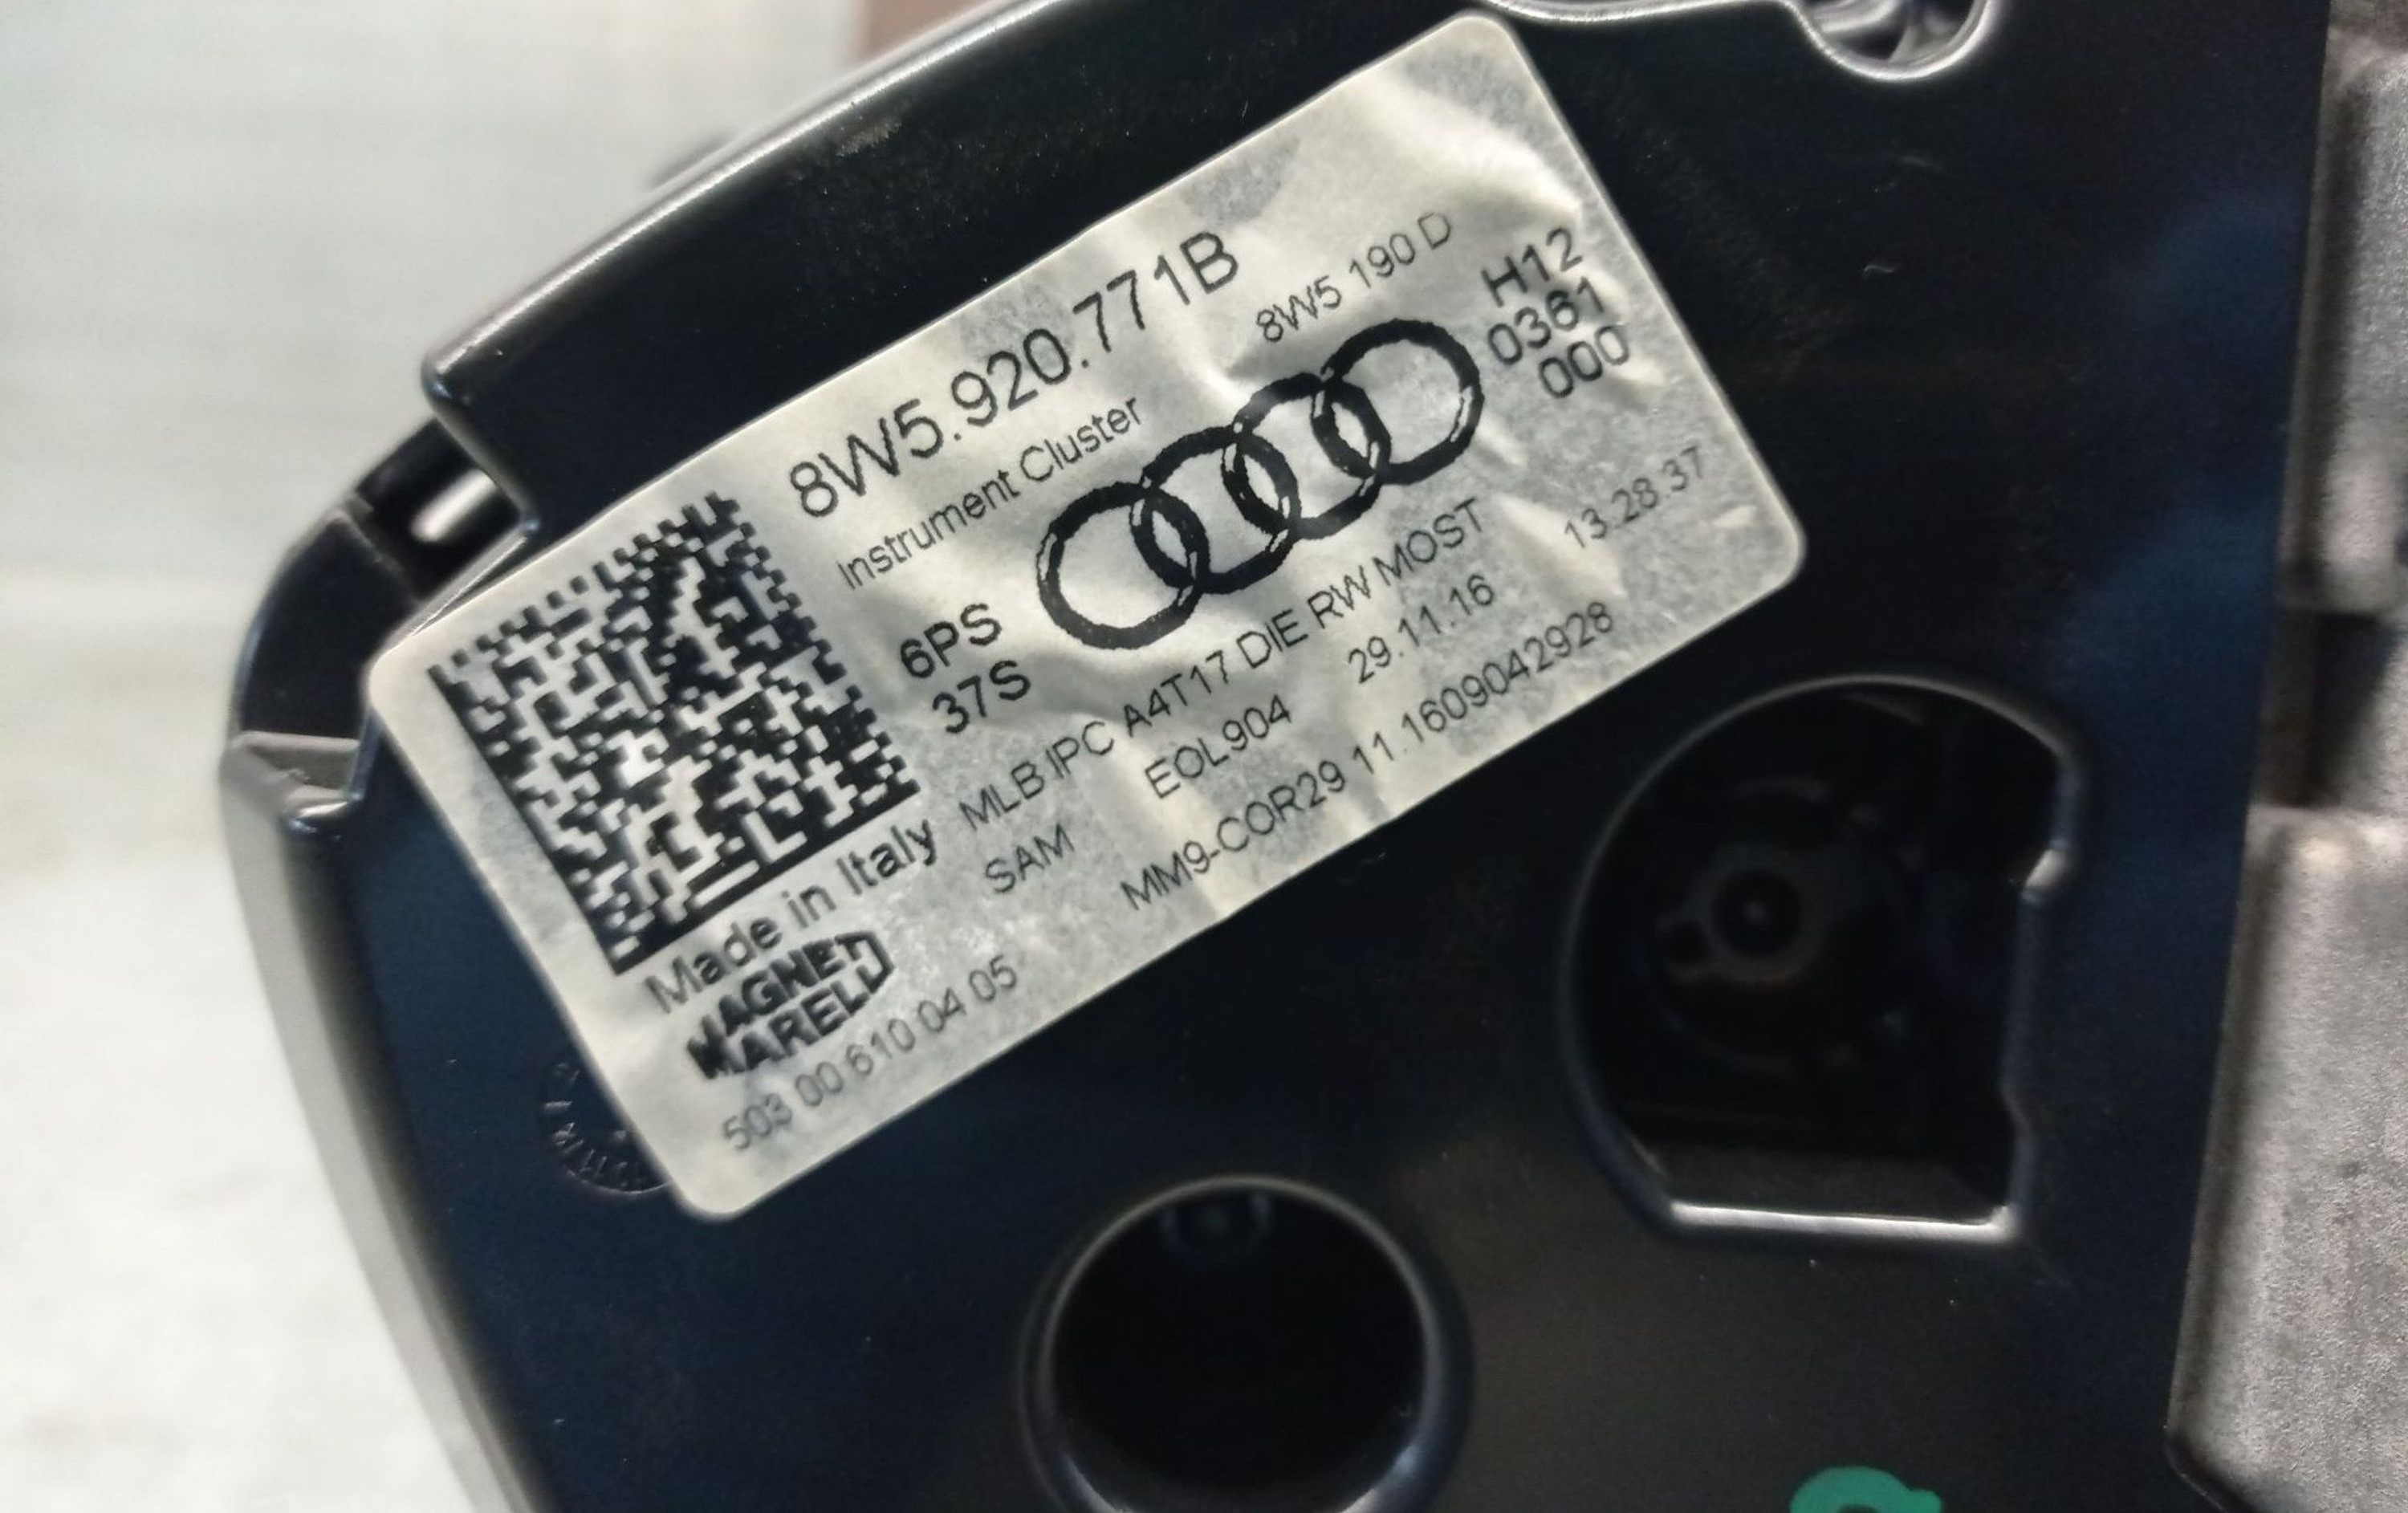 8W5.920.771B
Instrument Cluster
8W5 190 D
H12
0361
000
6PS
37S
MLB IPC A4T17 DIE RW MOST
SAM EOL904 29.11.16 13.28.37
MM9-COR29 11.1609042928
Made in Italy
MAGNETI
MARELLI
503 00 610 04 05